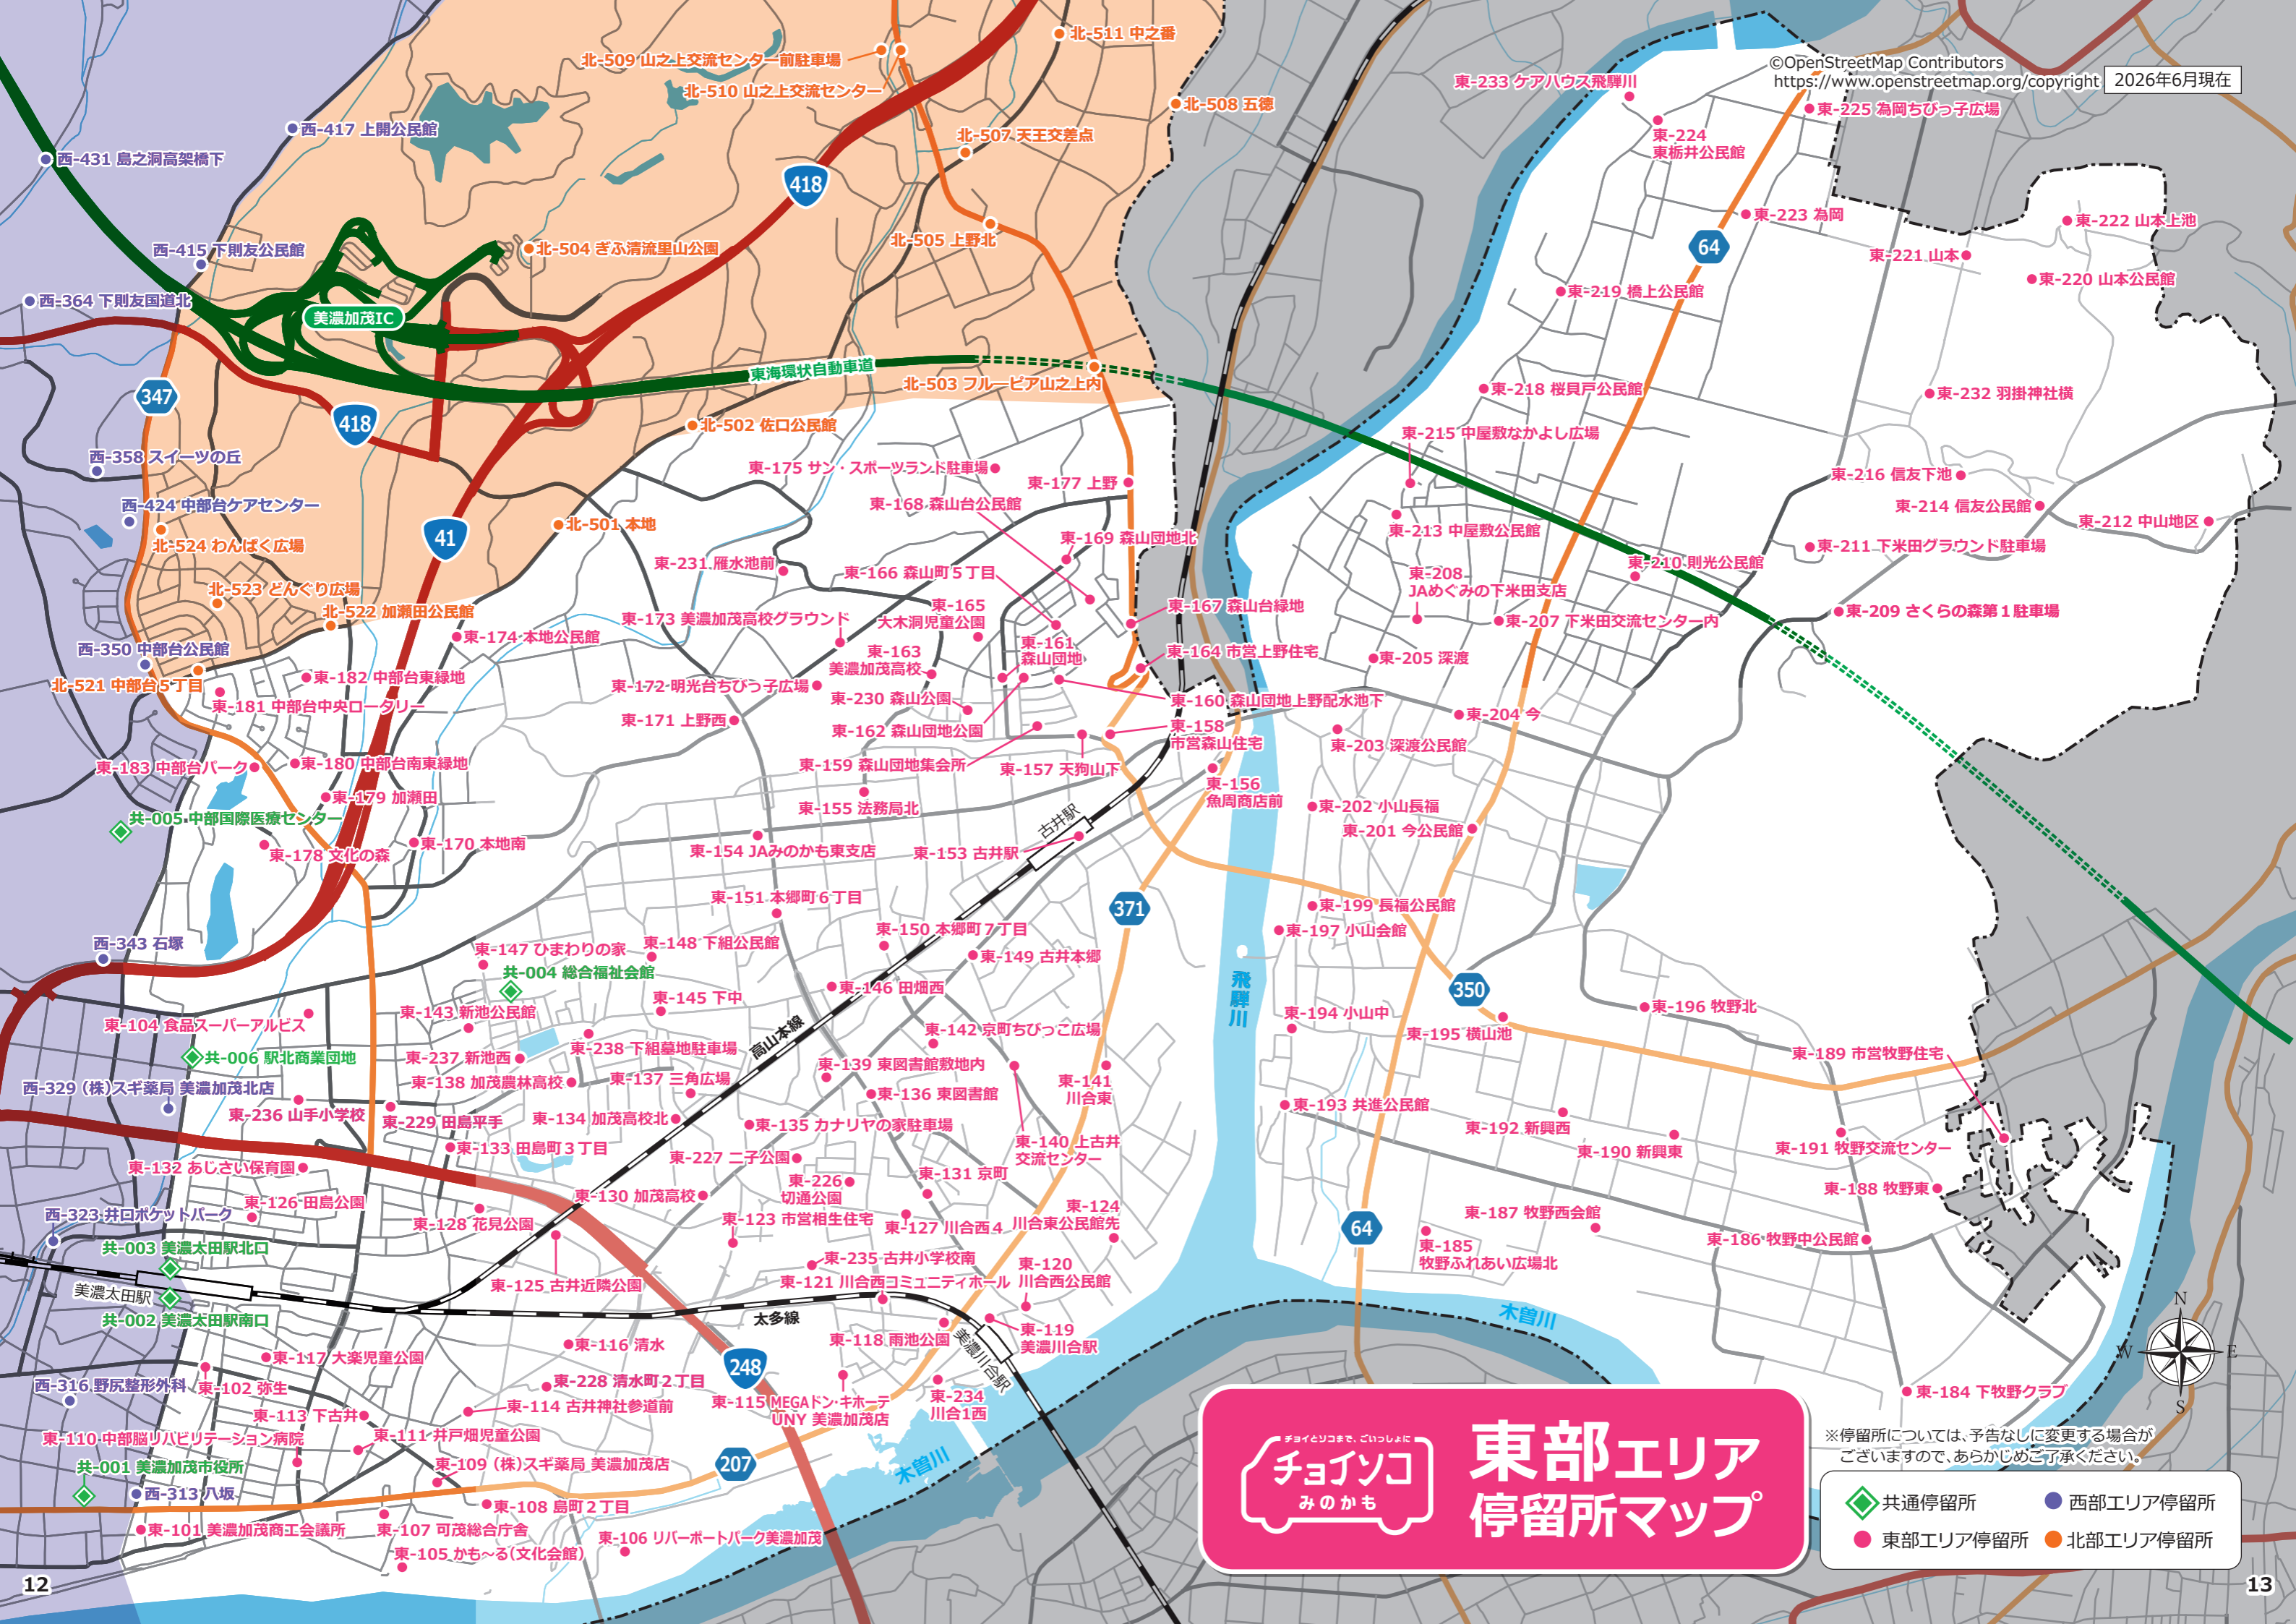 ©OpenStreetMap Contributors
https://www.openstreetmap.org/copyright
2026年6月現在
北-511 中之番
北-509 山之上交流センター前駐車場
北-510 山之上交流センター
北-508 五徳
北-507 天王交差点
西-417 上開公民館
西-431 島之洞高架橋下
418
北-505 上野北
北-504 ぎふ清流里山公園
西-415 下則友公民館
西-364 下則友国道北
美濃加茂IC
東海環状自動車道
北-503 フルーピア山之上内
347
418
北-502 佐口公民館
西-358 スイーツの丘
西-424 中部台ケアセンター
北-524 わんぱく広場
41
北-501 本地
北-523 どんぐり広場
北-522 加瀬田公民館
西-350 中部台公民館
北-521 中部台5丁目
東-233 ケアハウス飛騨川
東-224
東栃井公民館
東-225 為岡ちびっ子広場
東-223 為岡
64
東-222 山本上池
東-221 山本
東-220 山本公民館
東-219 橋上公民館
東-218 桜貝戸公民館
東-232 羽掛神社横
東-215 中屋敷なかよし広場
東-216 信友下池
東-214 信友公民館
東-212 中山地区
東-213 中屋敷公民館
東-211 下米田グラウンド駐車場
東-210 則光公民館
東-208
JAめぐみの下米田支店
東-209 さくらの森第1駐車場
東-207 下米田交流センター内
東-205 深渡
東-204 今
東-203 深渡公民館
東-202 小山長福
東-201 今公民館
東-175 サン・スポーツランド駐車場
東-177 上野
東-168 森山台公民館
東-169 森山団地北
東-231 雁水池前
東-166 森山町5丁目
東-165
大木洞児童公園
東-167 森山台緑地
東-173 美濃加茂高校グラウンド
東-174 本地公民館
東-161
森山団地
東-163
美濃加茂高校
東-164 市営上野住宅
東-182 中部台東緑地
東-172 明光台ちびっ子広場
東-230 森山公園
東-160 森山団地上野配水池下
東-181 中部台中央ロータリー
東-171 上野西
東-162 森山団地公園
東-158
市営森山住宅
東-183 中部台パーク
東-180 中部台南東緑地
東-159 森山団地集会所
東-157 天狗山下
東-156
魚周商店前
東-179 加瀬田
東-155 法務局北
古井駅
共-005 中部国際医療センター
東-178 文化の森
東-170 本地南
東-154 JAみのかも東支店
東-153 古井駅
東-151 本郷町6丁目
371
東-199 長福公民館
東-197 小山会館
東-150 本郷町7丁目
西-343 石塚
東-147 ひまわりの家
東-148 下組公民館
東-149 古井本郷
共-004 総合福祉会館
飛騨川
350
東-146 田畑西
東-145 下中
東-196 牧野北
東-104 食品スーパーアルビス
東-143 新池公民館
高山本線
東-142 京町ちびっこ広場
東-194 小山中
東-195 横山池
共-006 駅北商業団地
東-237 新池西
東-238 下組墓地駐車場
東-139 東図書館敷地内
東-189 市営牧野住宅
西-329 (株)スギ薬局 美濃加茂北店
東-138 加茂農林高校
東-137 三角広場
東-136 東図書館
東-141
川合東
東-236 山手小学校
東-229 田島平手
東-134 加茂高校北
東-135 カナリヤの家駐車場
東-193 共進公民館
東-192 新興西
東-190 新興東
東-191 牧野交流センター
東-133 田島町3丁目
東-140 上古井
交流センター
東-132 あじさい保育園
東-227 二子公園
東-226
切通公園
東-131 京町
東-188 牧野東
東-126 田島公園
東-130 加茂高校
東-124
川合東公民館先
西-323 井口ポケットパーク
東-128 花見公園
東-123 市営相生住宅
東-127 川合西4
64
東-187 牧野西会館
東-186 牧野中公民館
東-185
牧野ふれあい広場北
共-003 美濃太田駅北口
東-235 古井小学校南
東-120
川合西公民館
美濃太田駅
東-125 古井近隣公園
東-121 川合西コミュニティホール
共-002 美濃太田駅南口
太多線
木曽川
東-118 雨池公園
美濃川合駅
東-119
美濃川合駅
東-116 清水
東-117 大楽児童公園
248
西-316 野尻整形外科
東-102 弥生
東-228 清水町2丁目
東-115 MEGAドン・キホーテ
UNY 美濃加茂店
東-234
川合1西
東-184 下牧野クラブ
東-113 下古井
東-114 古井神社参道前
東-110 中部脳リハビリテーション病院
東-111 井戸畑児童公園
共-001 美濃加茂市役所
東-109 (株)スギ薬局 美濃加茂店
207
木曽川
西-313 八坂
東-108 島町2丁目
東-101 美濃加茂商工会議所
東-107 可茂総合庁舎
東-106 リバーポートパーク美濃加茂
東-105 かも～る(文化会館)
N
W
E
S
チョイとソコまで、ごいっしょに
チョイソコ
みのかも
東部エリア
停留所マップ
※停留所については、予告なしに変更する場合が
ございますので、あらかじめご了承ください。
共通停留所
西部エリア停留所
東部エリア停留所
北部エリア停留所
12
13